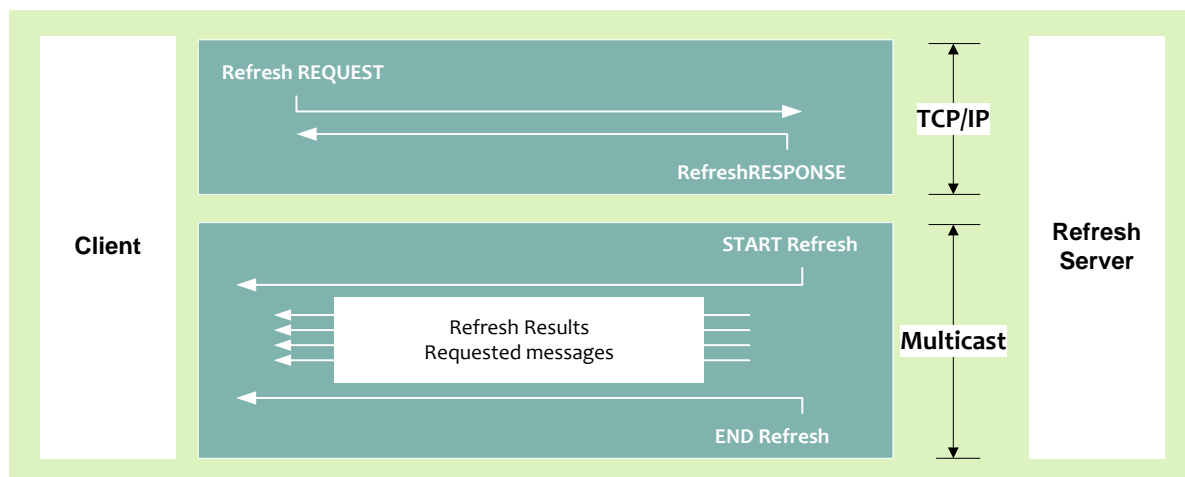 Refresh REQUEST
TCP/IP
RefreshRESPONSE
Client
START Refresh
Refresh
Server
Refresh Results
Requested messages
Multicast
END Refresh